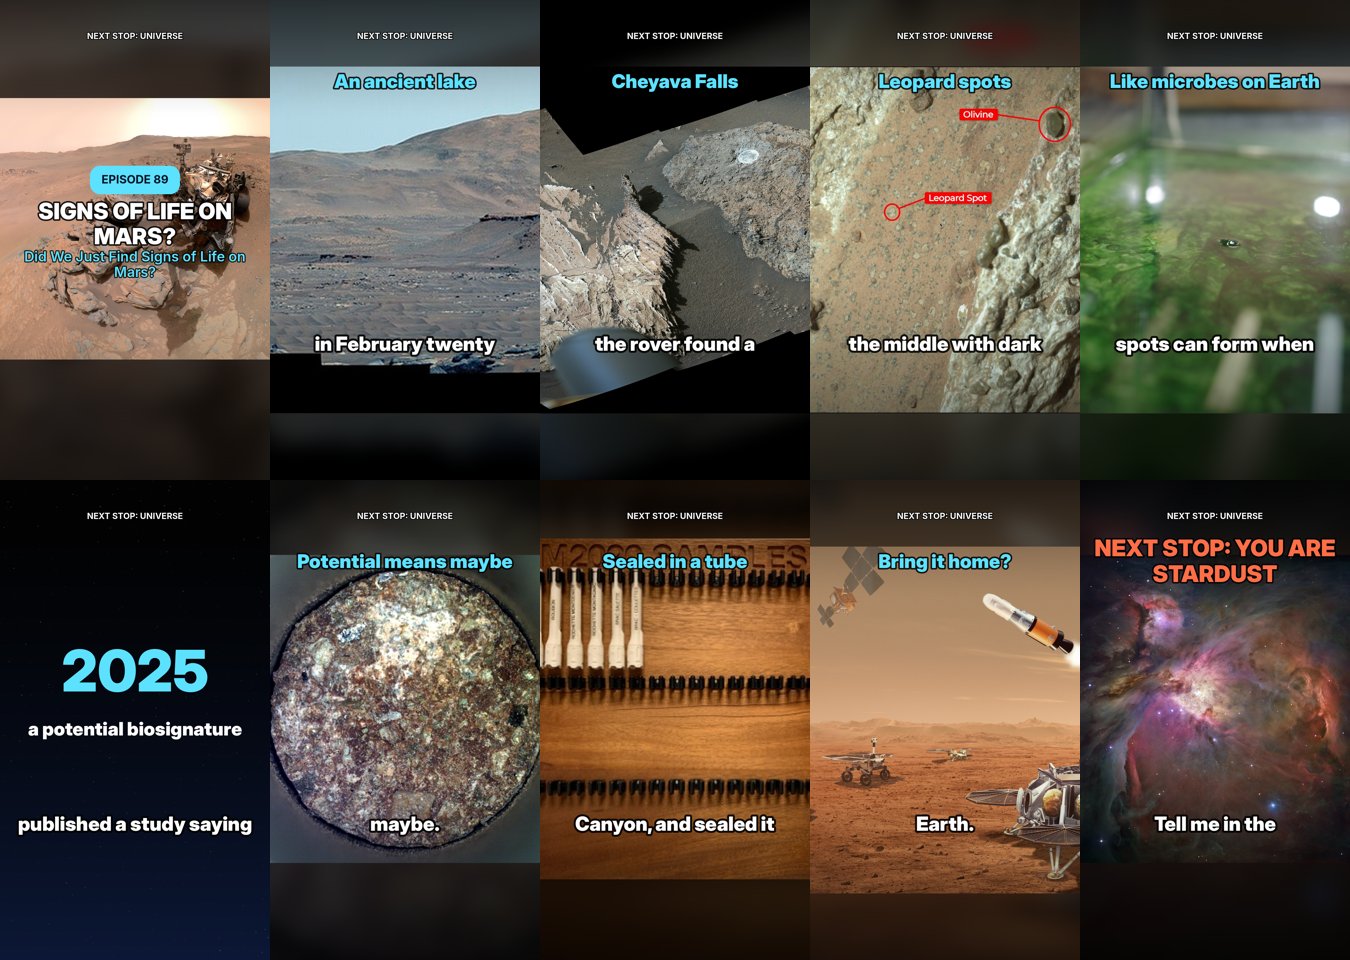 NEXT STOP: UNIVERSE
EPISODE 89
SIGNS OF LIFE ON
MARS?
Did We Just Find Signs of Life on
Mars?
NEXT STOP: UNIVERSE
An ancient lake
in February twenty
NEXT STOP: UNIVERSE
Cheyava Falls
the rover found a
NEXT STOP: UNIVERSE
Leopard spots
Olivine
Leopard Spot
the middle with dark
NEXT STOP: UNIVERSE
Like microbes on Earth
spots can form when
NEXT STOP: UNIVERSE
2025
a potential biosignature
published a study saying
NEXT STOP: UNIVERSE
Potential means maybe
maybe.
NEXT STOP: UNIVERSE
Sealed in a tube
Canyon, and sealed it
NEXT STOP: UNIVERSE
Bring it home?
Earth.
NEXT STOP: UNIVERSE
NEXT STOP: YOU ARE
STARDUST
Tell me in the